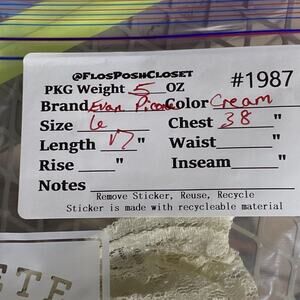 @FlosPoshCloset
PKG Weight 5 OZ #1987
Brand Evan Picone Color Cream
Size 6 Chest 38"
Length 17" Waist"
Rise" Inseam"
Notes
Remove Sticker, Reuse, Recycle
Sticker is made with recycleable material